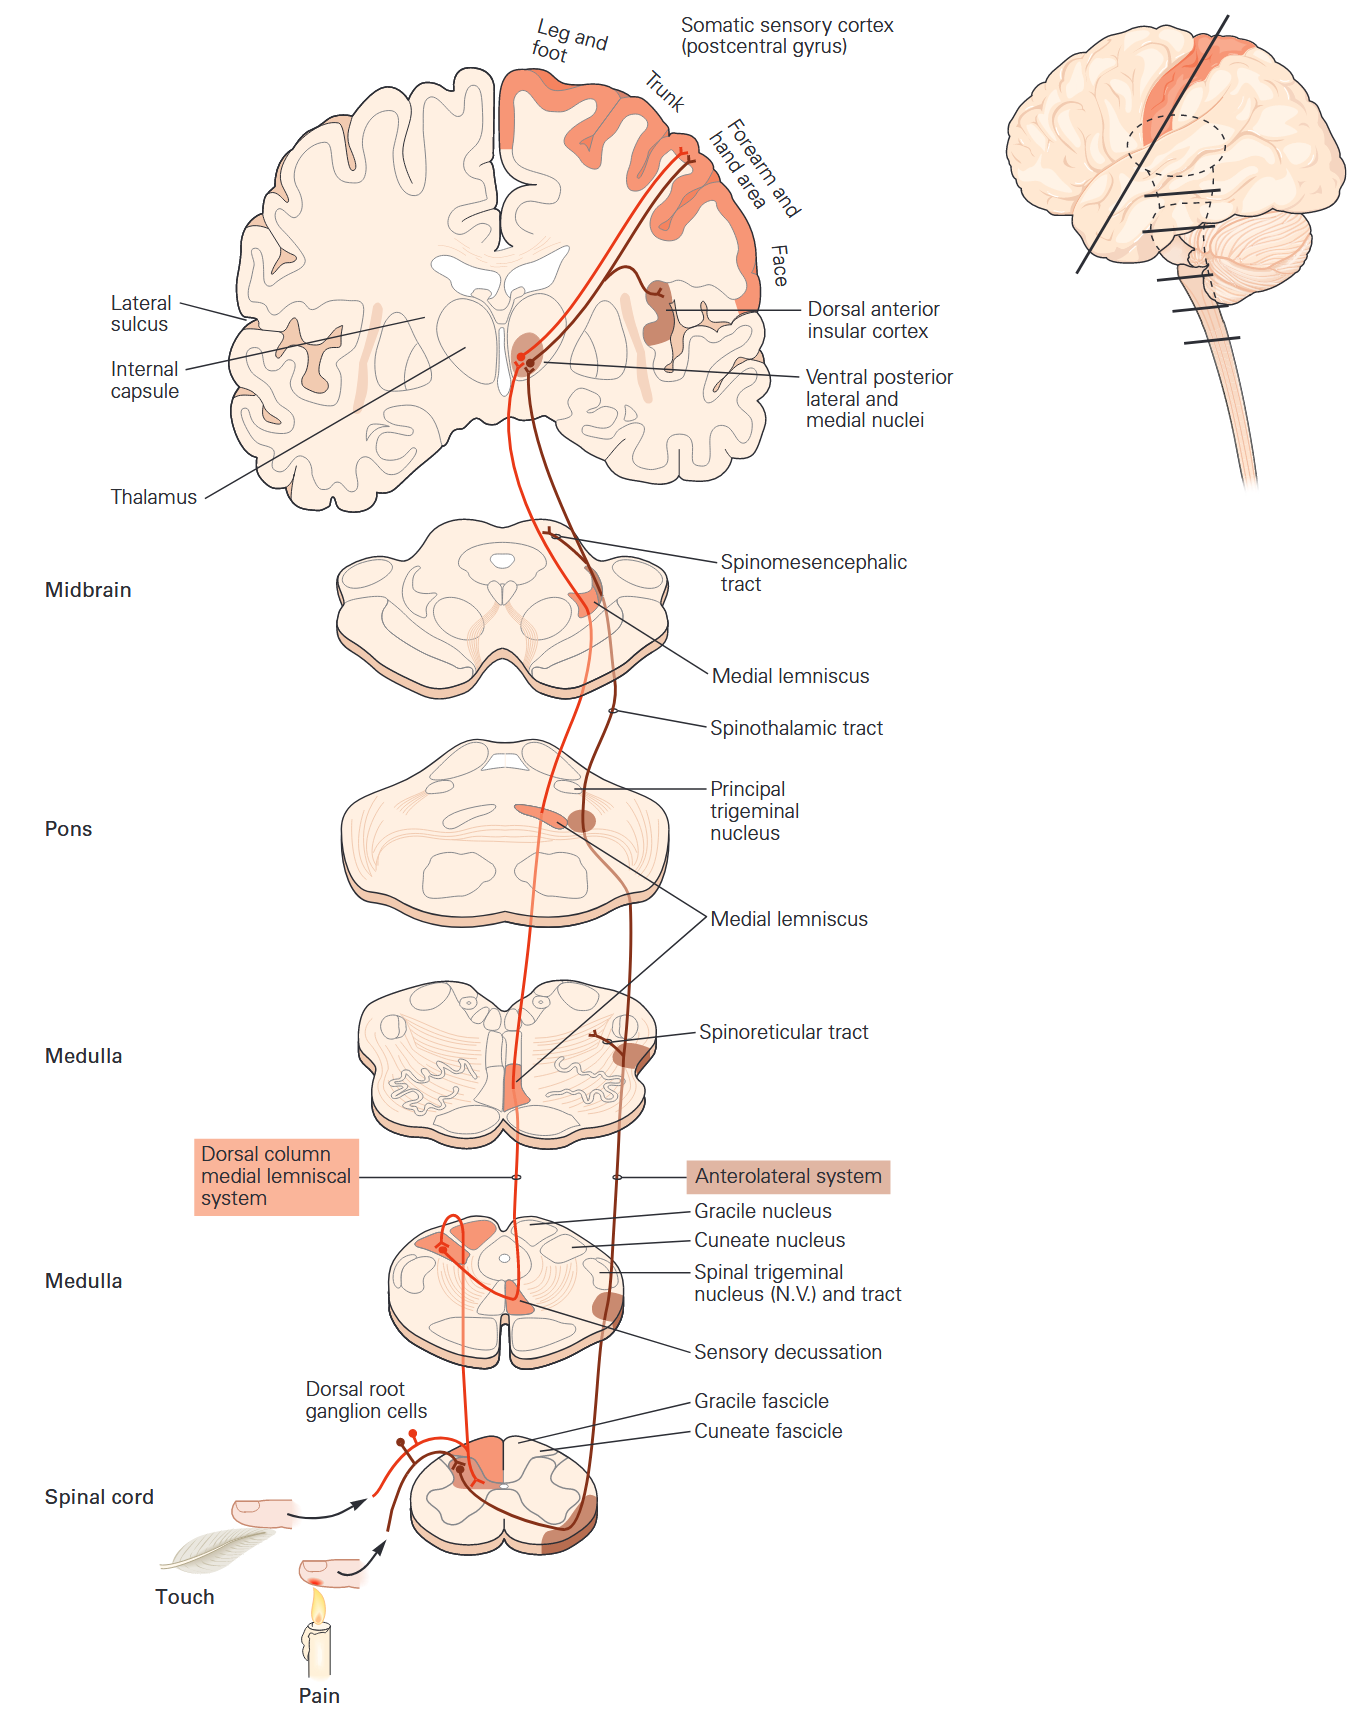 Leg and
foot
Somatic sensory cortex
(postcentral gyrus)
Trunk
Forearm and
hand area
Face
Lateral
sulcus
Internal
capsule
Thalamus
Dorsal anterior
insular cortex
Ventral posterior
lateral and
medial nuclei
Midbrain
Spinomesencephalic
tract
Medial lemniscus
Spinothalamic tract
Pons
Principal
trigeminal
nucleus
Medial lemniscus
Medulla
Spinoreticular tract
Dorsal column
medial lemniscal
system
Anterolateral system
Medulla
Gracile nucleus
Cuneate nucleus
Spinal trigeminal
nucleus (N.V.) and tract
Sensory decussation
Dorsal root
ganglion cells
Gracile fascicle
Cuneate fascicle
Spinal cord
Touch
Pain